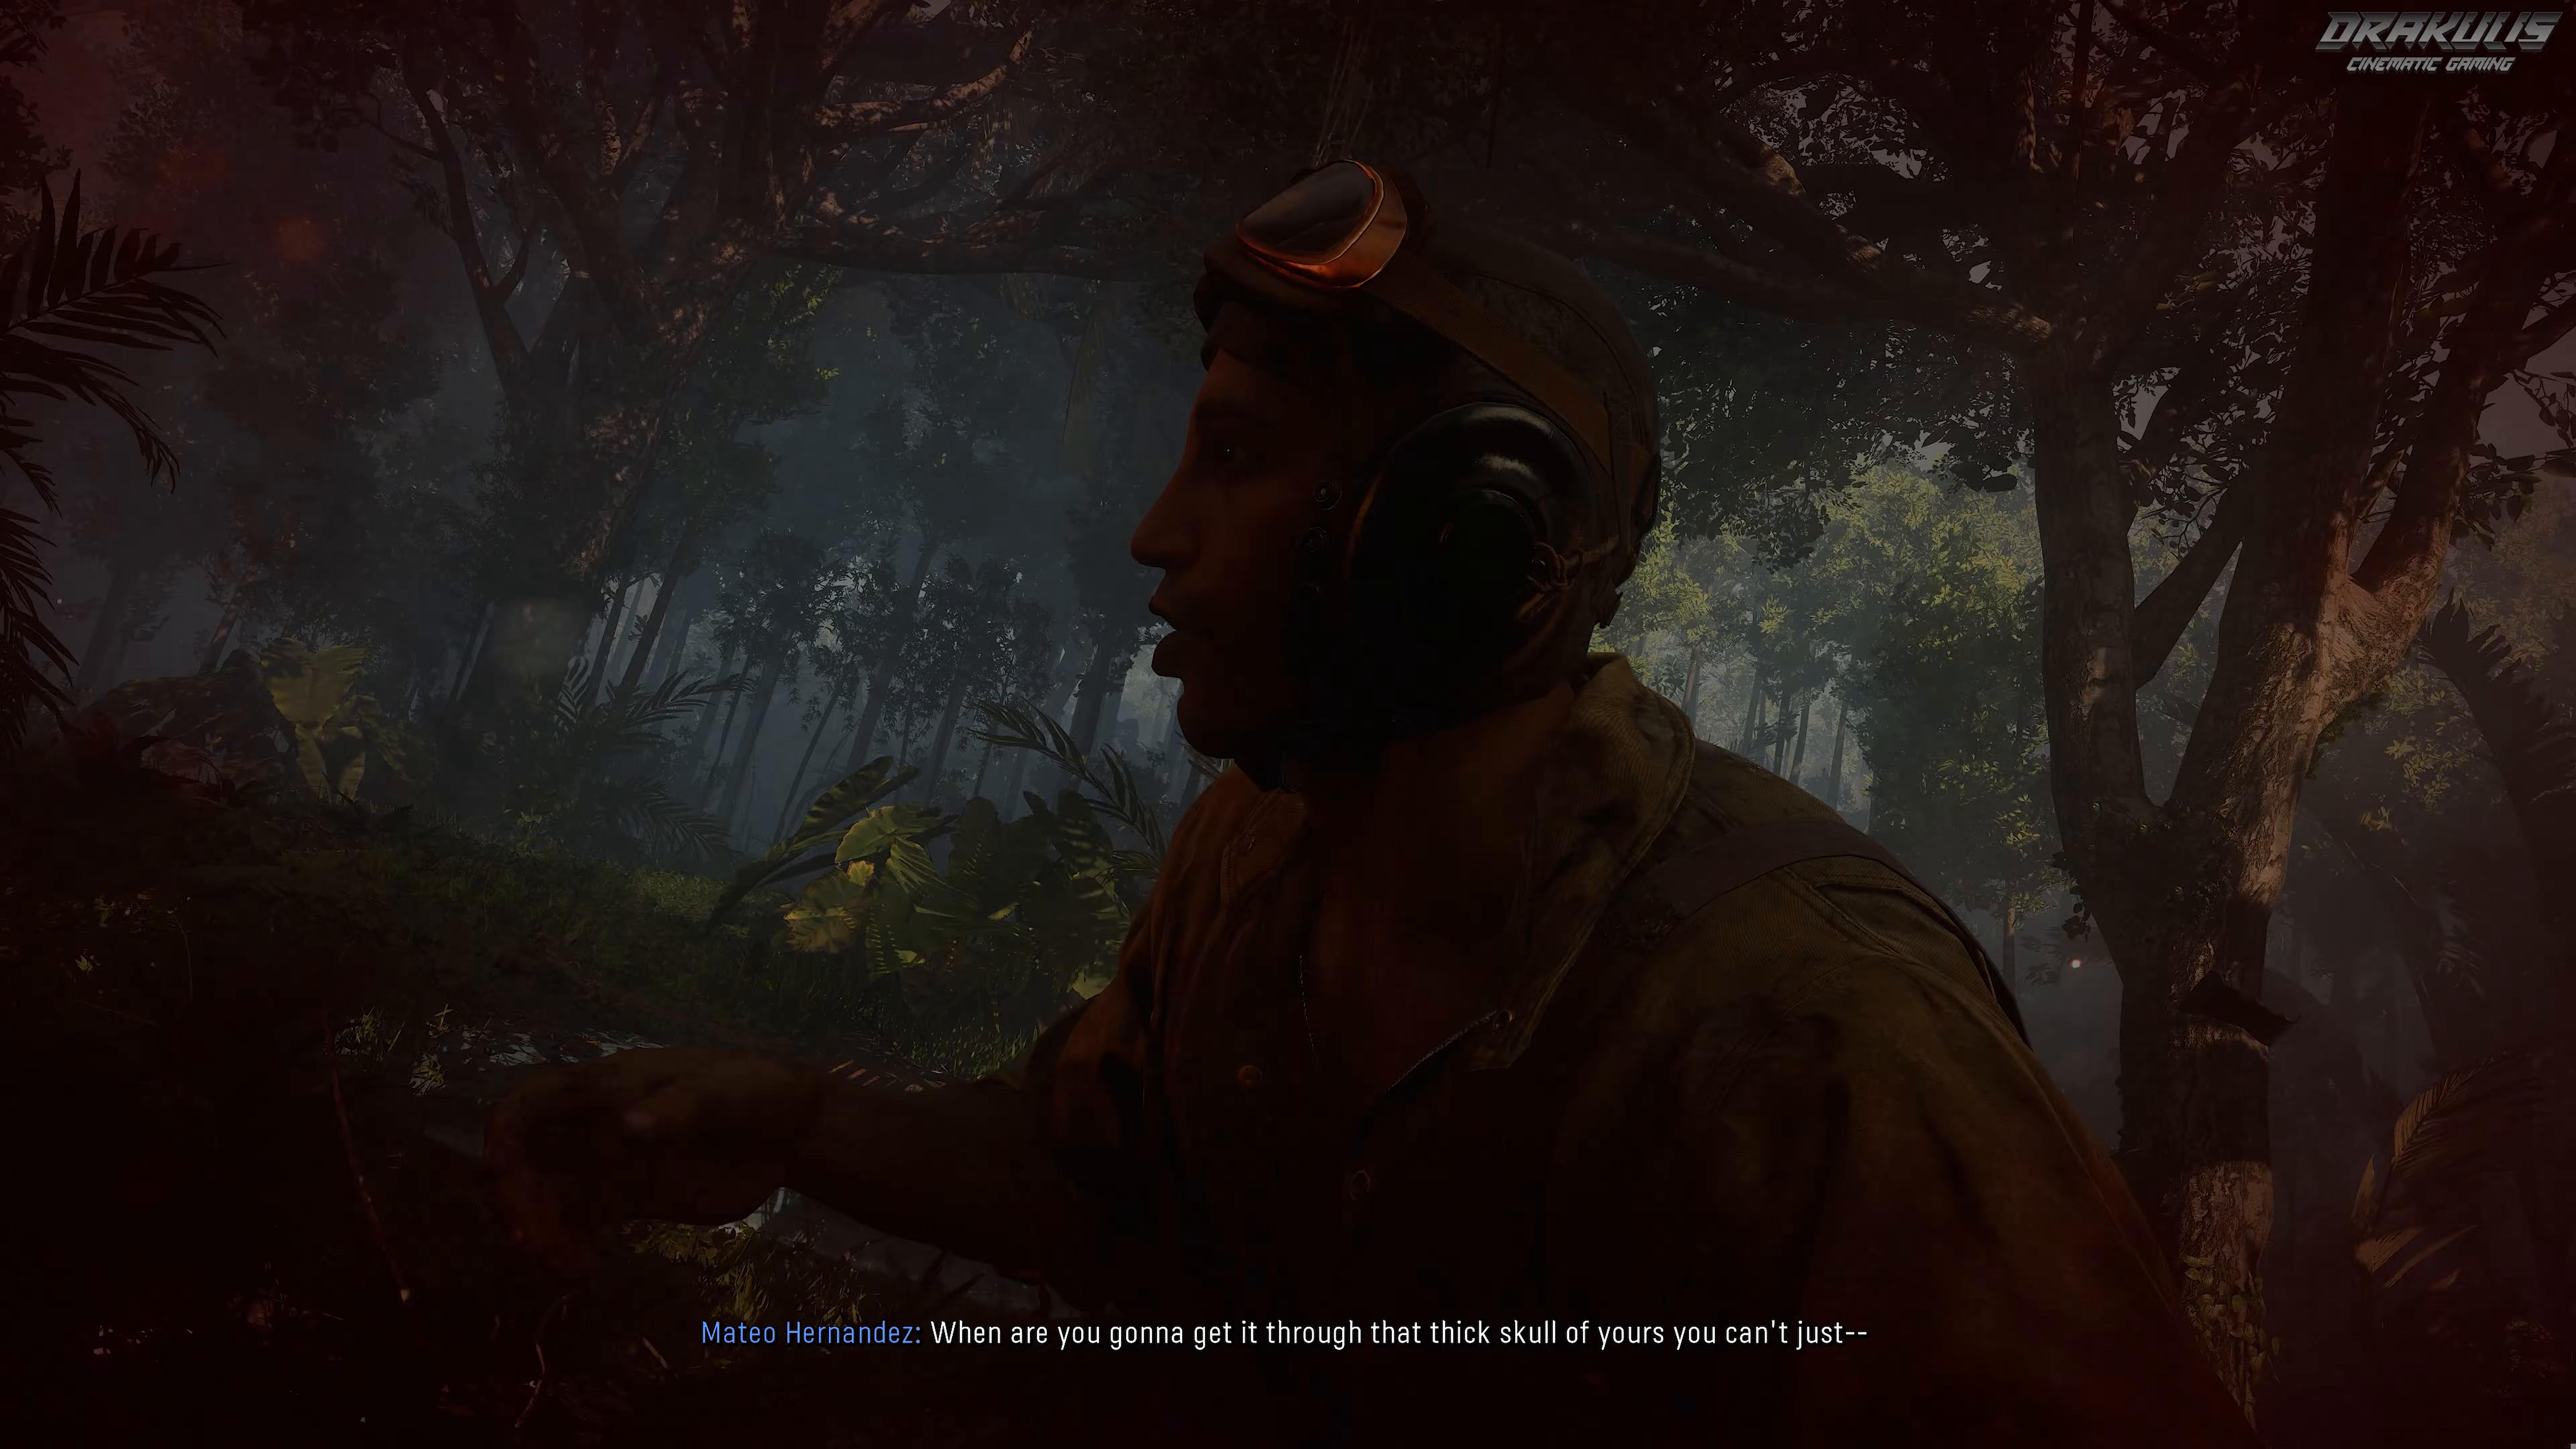 DRAKULIS
CINEMATIC GAMING
Mateo Hernandez: When are you gonna get it through that thick skull of yours you can't just--